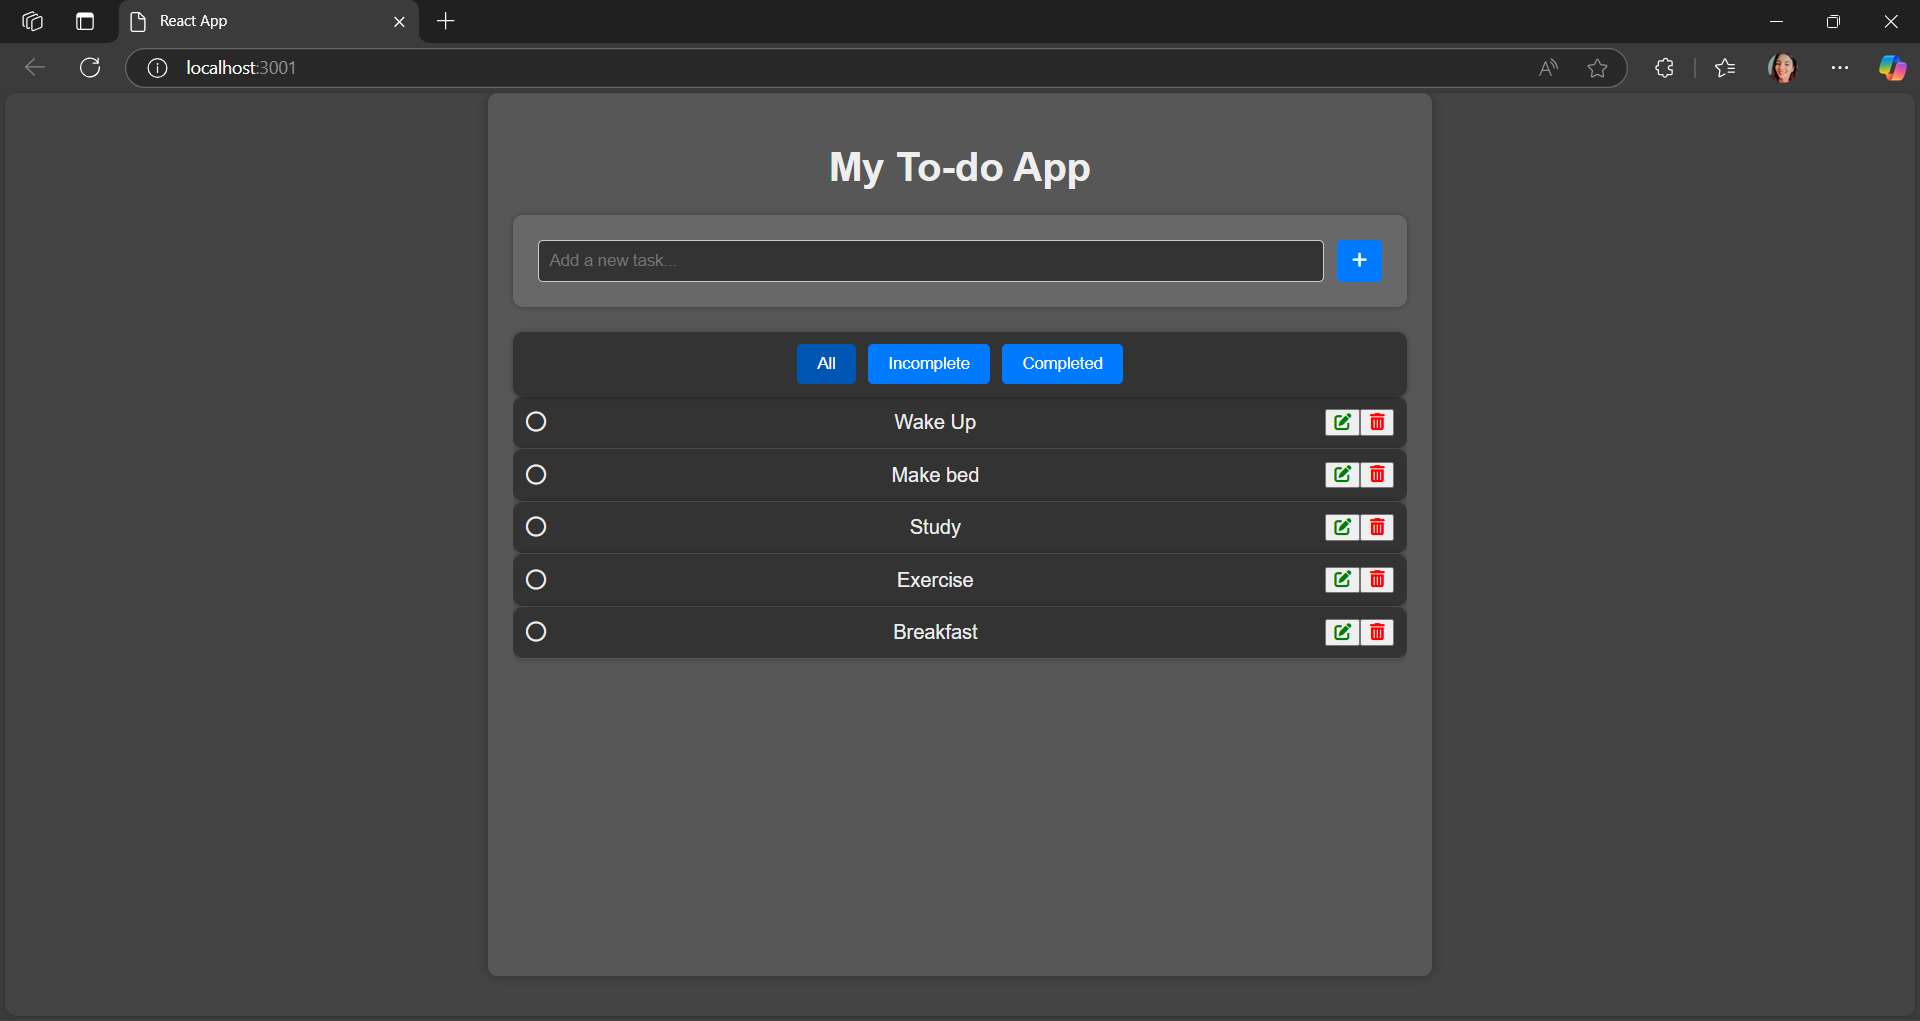 React App
localhost:3001
My To-do App
Add a new task...
All
Incomplete
Completed
Wake Up
Make bed
Study
Exercise
Breakfast